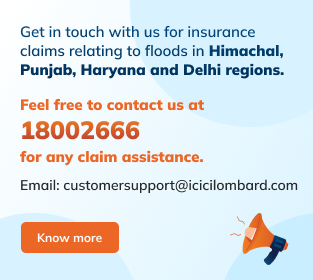 Get in touch with us for insurance
claims relating to floods in Himachal,
Punjab, Haryana and Delhi regions.
Feel free to contact us at
18002666
for any claim assistance.
Email: customersupport@icicilombard.com
Know more